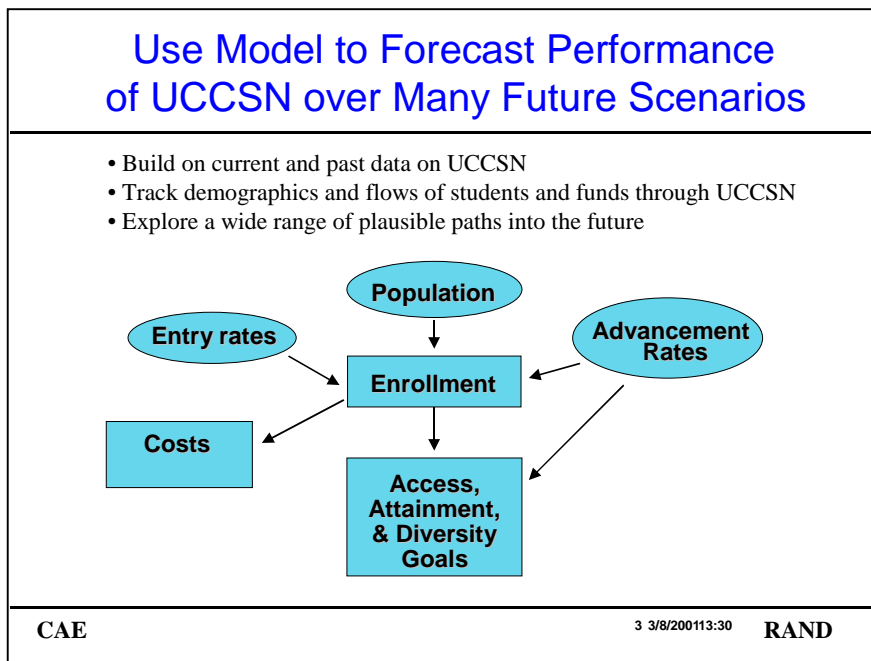 Use Model to Forecast Performance
of UCCSN over Many Future Scenarios
• Build on current and past data on UCCSN
• Track demographics and flows of students and funds through UCCSN
• Explore a wide range of plausible paths into the future
Population
Entry rates
Advancement
Rates
Enrollment
Costs
Access,
Attainment,
& Diversity
Goals
CAE
3 3/8/200113:30
RAND